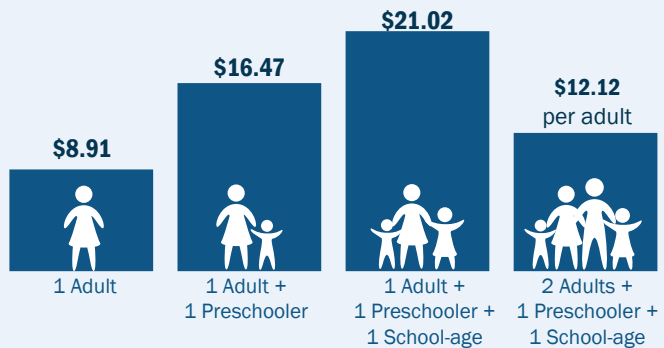 $8.91
$16.47
$21.02
$12.12
per adult
1 Adult
1 Adult +
1 Preschooler
1 Adult +
1 Preschooler +
1 School-age
2 Adults +
1 Preschooler +
1 School-age